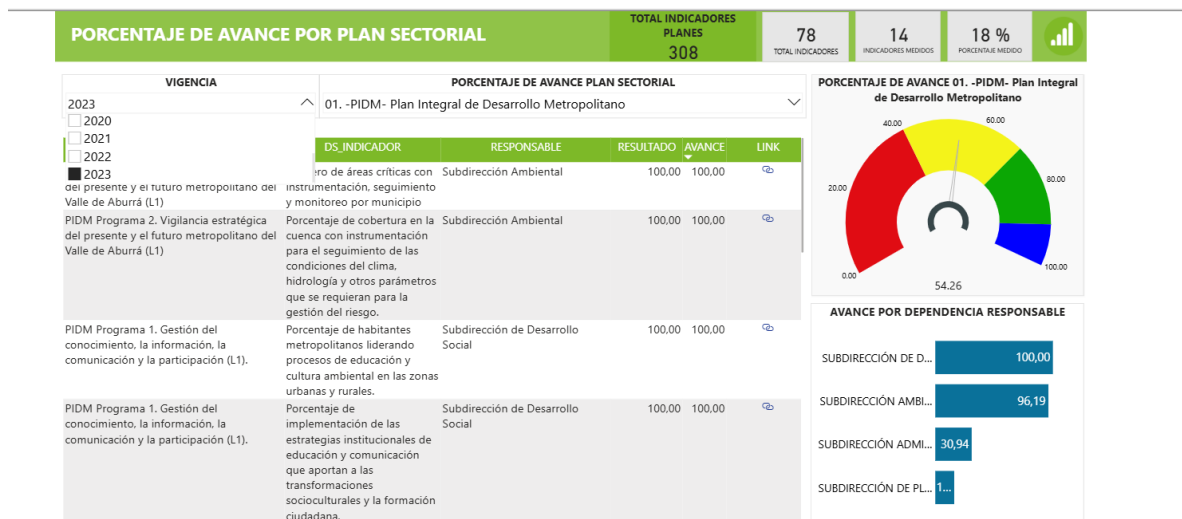 PORCENTAJE DE AVANCE POR PLAN SECTORIAL
TOTAL INDICADORES
PLANES
308
78
TOTAL INDICADORES
14
INDICADORES MEDIDOS
18 %
PORCENTAJE MEDIDO
VIGENCIA
2023
2020
2021
2022
2023
PORCENTAJE DE AVANCE PLAN SECTORIAL
01. -PIDM- Plan Integral de Desarrollo Metropolitano
DS_INDICADOR RESPONSABLE RESULTADO AVANCE LINK
del presente y el futuro metropolitano del
Valle de Aburrá (L1)
de áreas críticas con
instrumentación, seguimiento
y monitoreo por municipio
Subdirección Ambiental
100,00 100,00
PIDM Programa 2. Vigilancia estratégica
del presente y el futuro metropolitano del
Valle de Aburrá (L1)
Porcentaje de cobertura en la
cuenca con instrumentación
para el seguimiento de las
condiciones del clima,
hidrología y otros parámetros
que se requieran para la
gestión del riesgo.
Subdirección Ambiental
100,00 100,00
PIDM Programa 1. Gestión del
conocimiento, la información, la
comunicación y la participación (L1).
Porcentaje de habitantes
metropolitanos liderando
procesos de educación y
cultura ambiental en las zonas
urbanas y rurales.
Subdirección de Desarrollo
Social
100,00 100,00
PIDM Programa 1. Gestión del
conocimiento, la información, la
comunicación y la participación (L1).
Porcentaje de
implementación de las
estrategias institucionales de
educación y comunicación
que aportan a las
transformaciones
socioculturales y la formación
ciudadana.
Subdirección de Desarrollo
Social
100,00 100,00
PORCENTAJE DE AVANCE 01. -PIDM- Plan Integral
de Desarrollo Metropolitano
0.00
20.00
40.00
60.00
80.00
100.00
54.26
AVANCE POR DEPENDENCIA RESPONSABLE
SUBDIRECCIÓN DE D... 100,00
SUBDIRECCIÓN AMBI... 96,19
SUBDIRECCIÓN ADMI... 30,94
SUBDIRECCIÓN DE PL... 1...